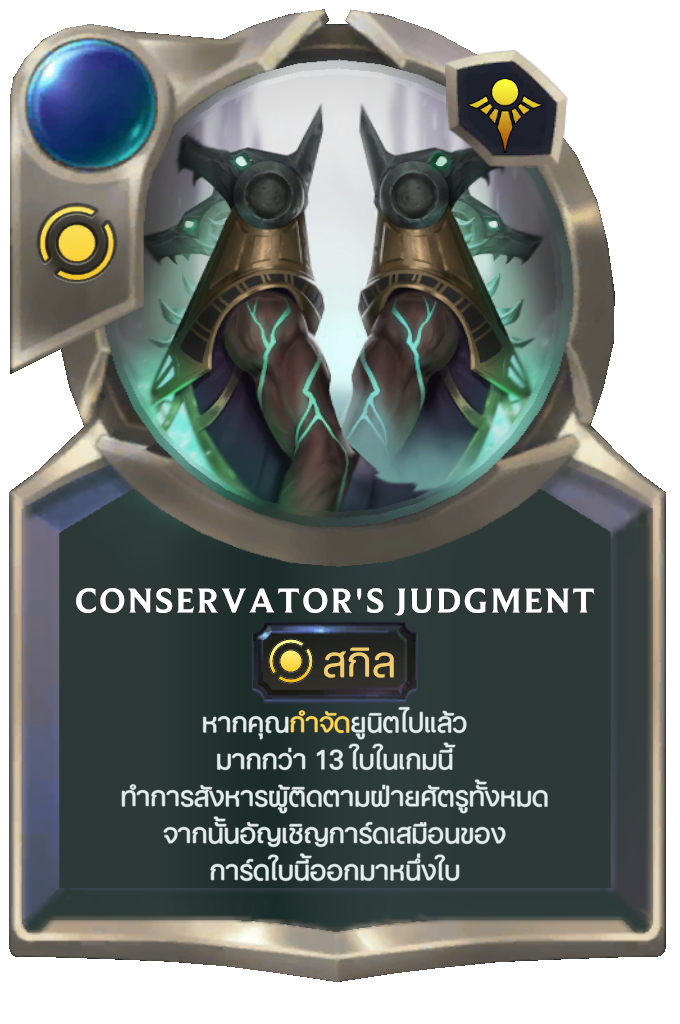 CONSERVATOR'S JUDGMENT
สกิล
หากคุณกำจัดยูนิตไปแล้ว
มากกว่า 13 ใบในเกมนี้
ทำการสังหารผู้ติดตามฝ่ายศัตรูทั้งหมด
จากนั้นอัญเชิญการ์ดเสมือนของ
การ์ดใบนี้ออกมาหนึ่งใบ